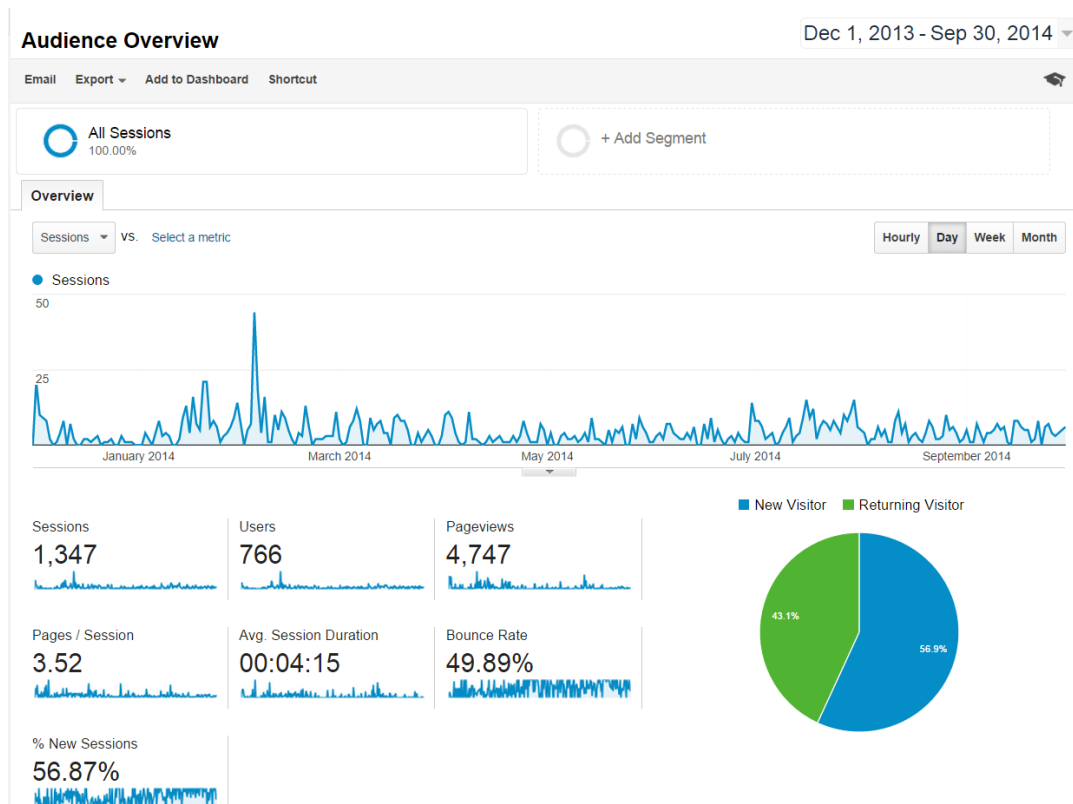 Audience Overview
Dec 1, 2013 - Sep 30, 2014
Email Export Add to Dashboard Shortcut
All Sessions
100.00%
+ Add Segment
Overview
Sessions VS. Select a metric
Hourly Day Week Month
Sessions
50
25
January 2014 March 2014 May 2014 July 2014 September 2014
New Visitor Returning Visitor
Sessions
1,347
Users
766
Pageviews
4,747
Pages / Session
3.52
Avg. Session Duration
00:04:15
Bounce Rate
49.89%
43.1%
56.9%
% New Sessions
56.87%